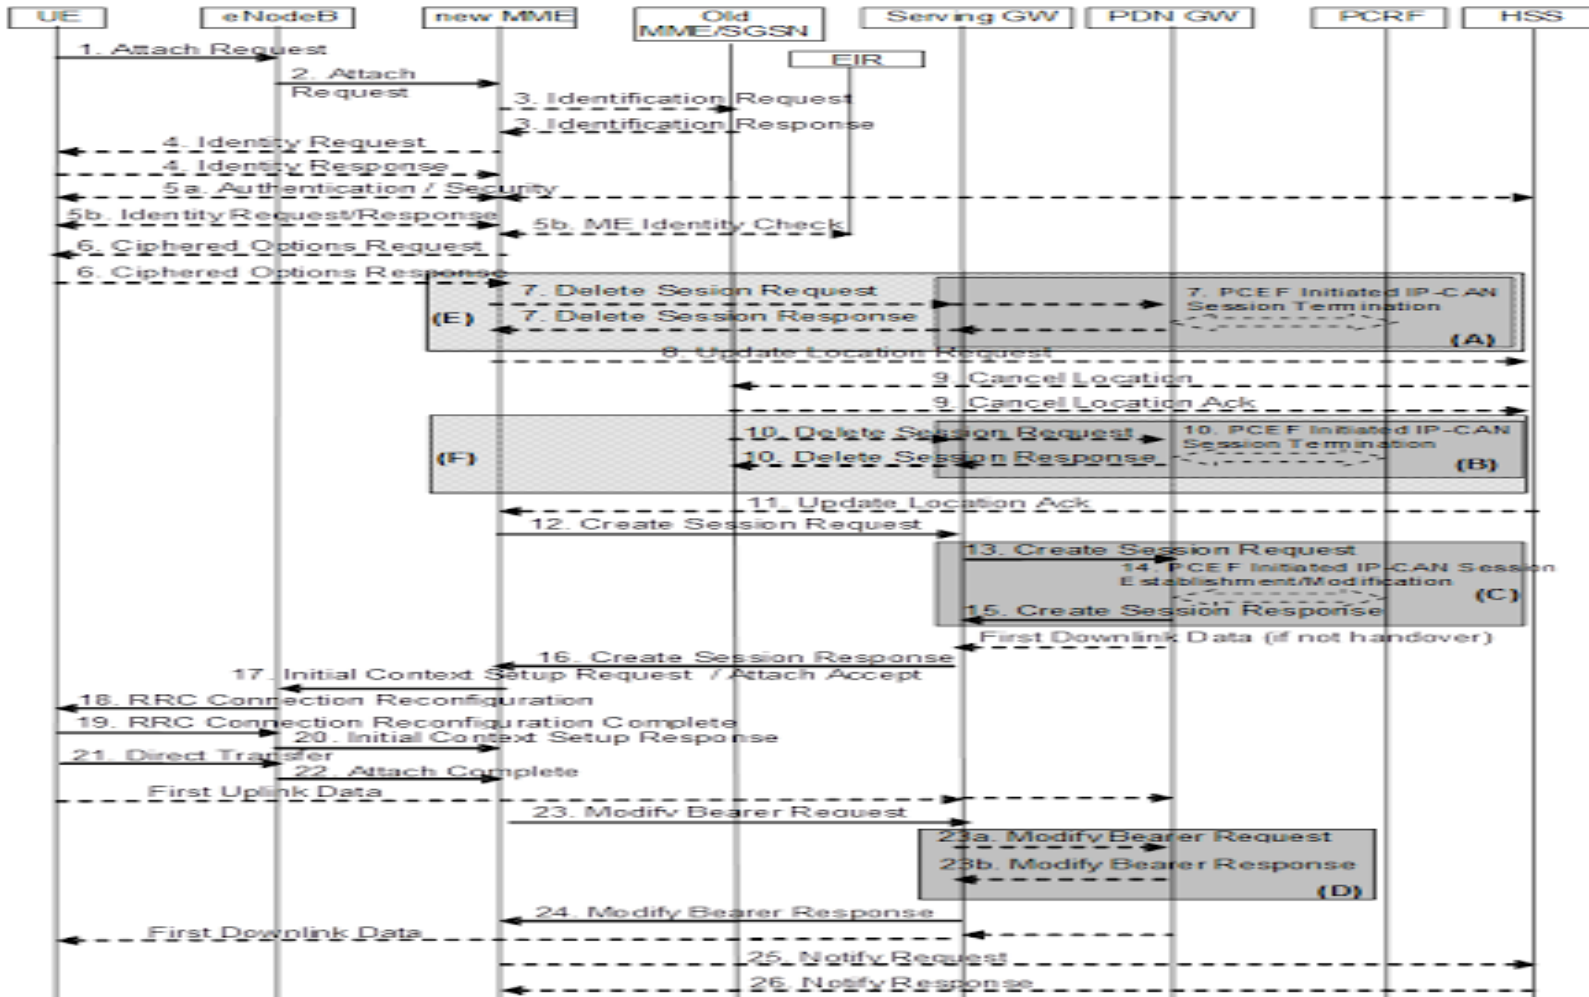 UE
eNodeB
new MME
Old
MME/SGSN
Serving GW
PDN GW
PCRF
HSS
EIR
1. Attach Request
2. Attach
Request
3. Identification Request
3. Identification Response
4. Identity Request
4. Identity Response
5a. Authentication / Security
5b. Identity Request/Response
5b. ME Identity Check
6. Ciphered Options Request
6. Ciphered Options Response
7. Delete Sesion Request
7. PCEF Initiated IP-CAN
Session Termination
7. Delete Session Response
(E)
(A)
8. Update Location Request
9. Cancel Location
9. Cancel Location Ack
10. Delete Session Request
10. PCEF Initiated IP-CAN
Session Termination
10. Delete Session Response
(F)
(B)
11. Update Location Ack
12. Create Session Request
13. Create Session Request
14. PCEF Initiated IP-CAN Session
Establishment/Modification
(C)
15. Create Session Response
First Downlink Data (if not handover)
16. Create Session Response
17. Initial Context Setup Request / Attach Accept
18. RRC Connection Reconfiguration
19. RRC Connection Reconfiguration Complete
20. Initial Context Setup Response
21. Direct Transfer
22. Attach Complete
First Uplink Data
23. Modify Bearer Request
23a. Modify Bearer Request
23b. Modify Bearer Response
(D)
24. Modify Bearer Response
First Downlink Data
25. Notify Request
26. Notify Response